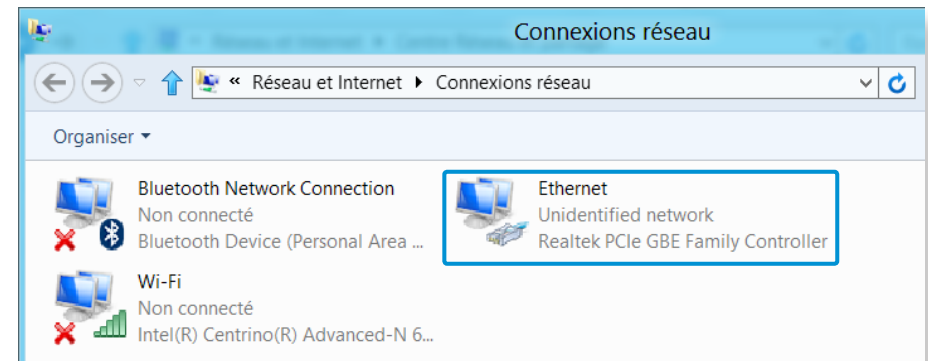 Connexions réseau
« Réseau et Internet Connexions réseau
Organiser
Bluetooth Network Connection
Non connecté
Bluetooth Device (Personal Area ...
Ethernet
Unidentified network
Realtek PCIe GBE Family Controller
Wi-Fi
Non connecté
Intel(R) Centrino(R) Advanced-N 6...